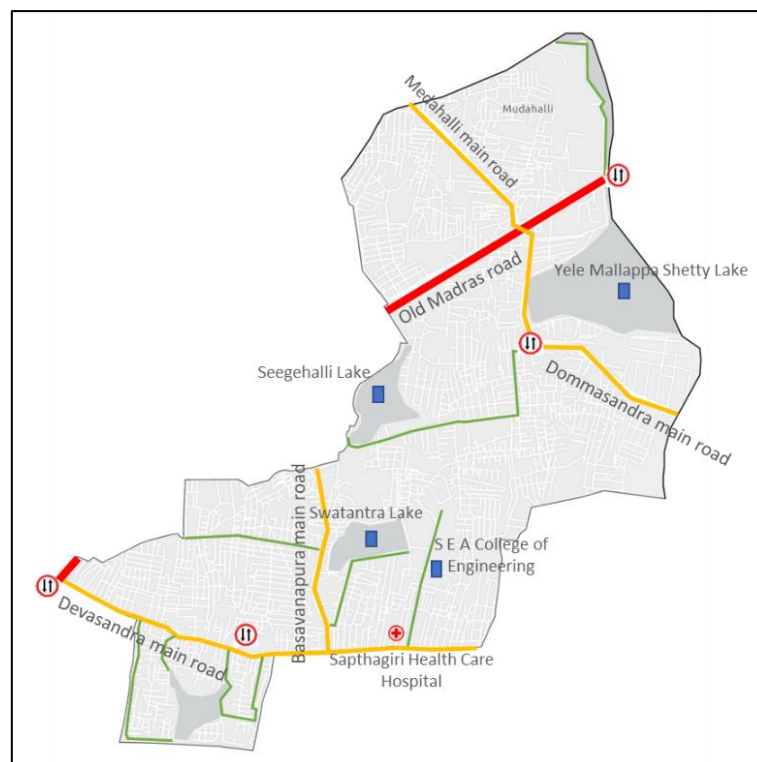 Medahalli main road
Mudahalli
Old Madras road
Yele Mallappa Shetty Lake
Seegehalli Lake
Dommasandra main road
Basavanapura main road
Swatantra Lake
S E A College of
Engineering
Devasandra main road
Sapthagiri Health Care
Hospital